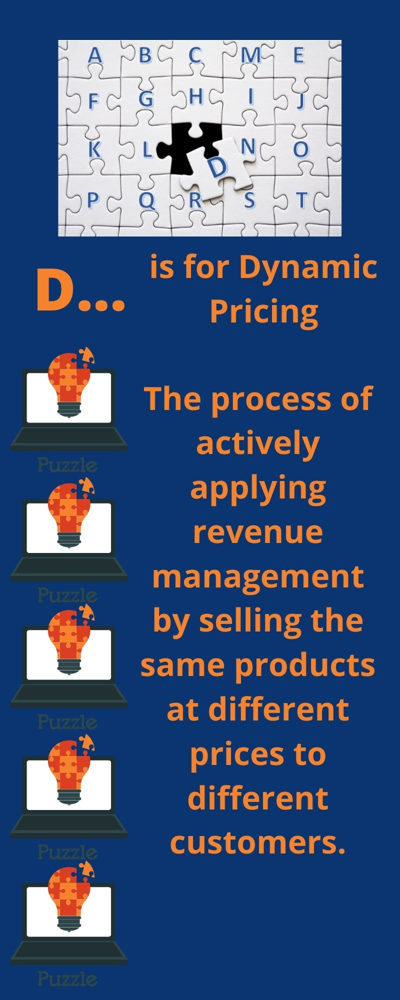 A B C M E
F G H I J
K L N O
D
P Q R S T
D...
is for Dynamic
Pricing
The process of
actively
applying
revenue
management
by selling the
same products
at different
prices to
different
customers.
Puzzle
Puzzle
Puzzle
Puzzle
Puzzle